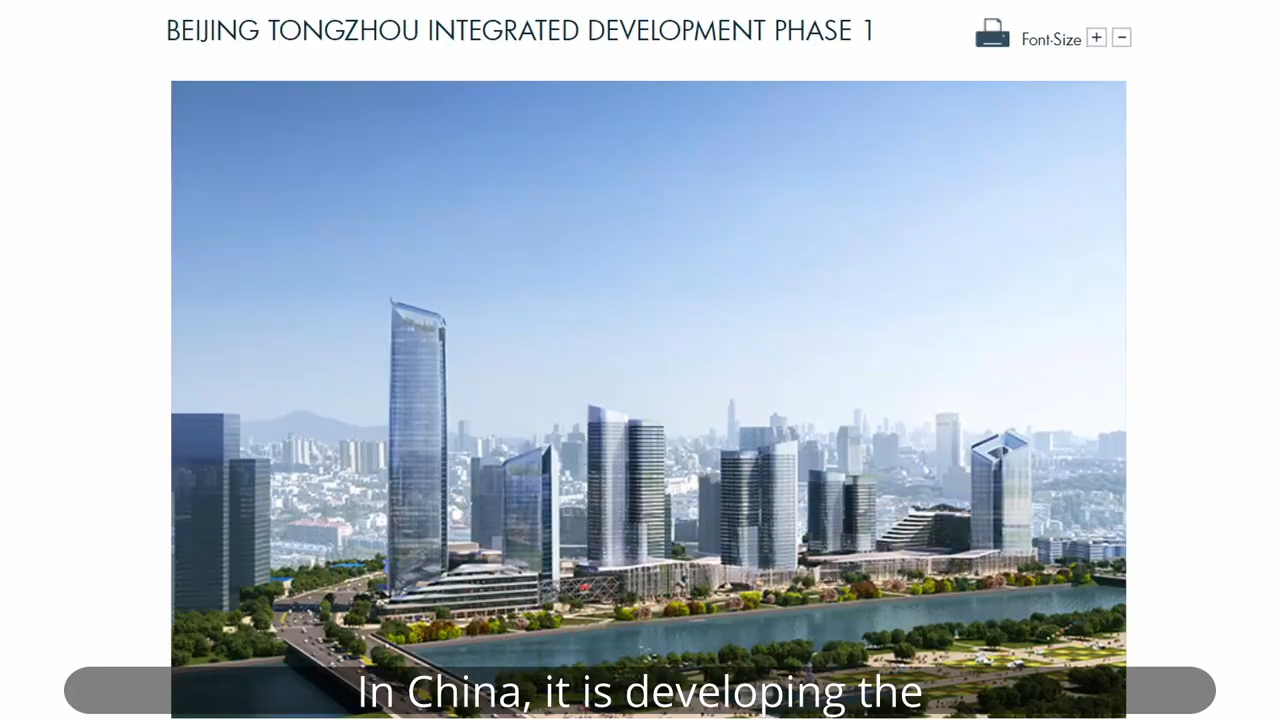 BEIJING TONGZHOU INTEGRATED DEVELOPMENT PHASE 1
Font-Size + −
In China, it is developing the